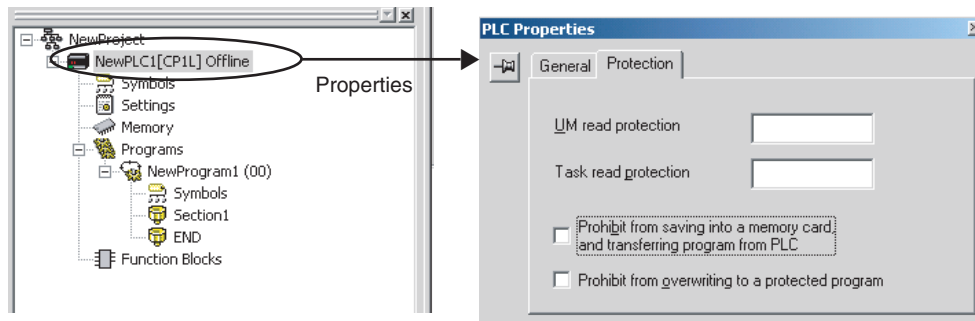 NewProject
NewPLC1[CP1L] Offline
Symbols
Settings
Memory
Programs
NewProgram1 (00)
Symbols
Section1
END
Function Blocks
Properties
PLC Properties
General
Protection
UM read protection
Task read protection
Prohibit from saving into a memory card,
and transferring program from PLC
Prohibit from overwriting to a protected program